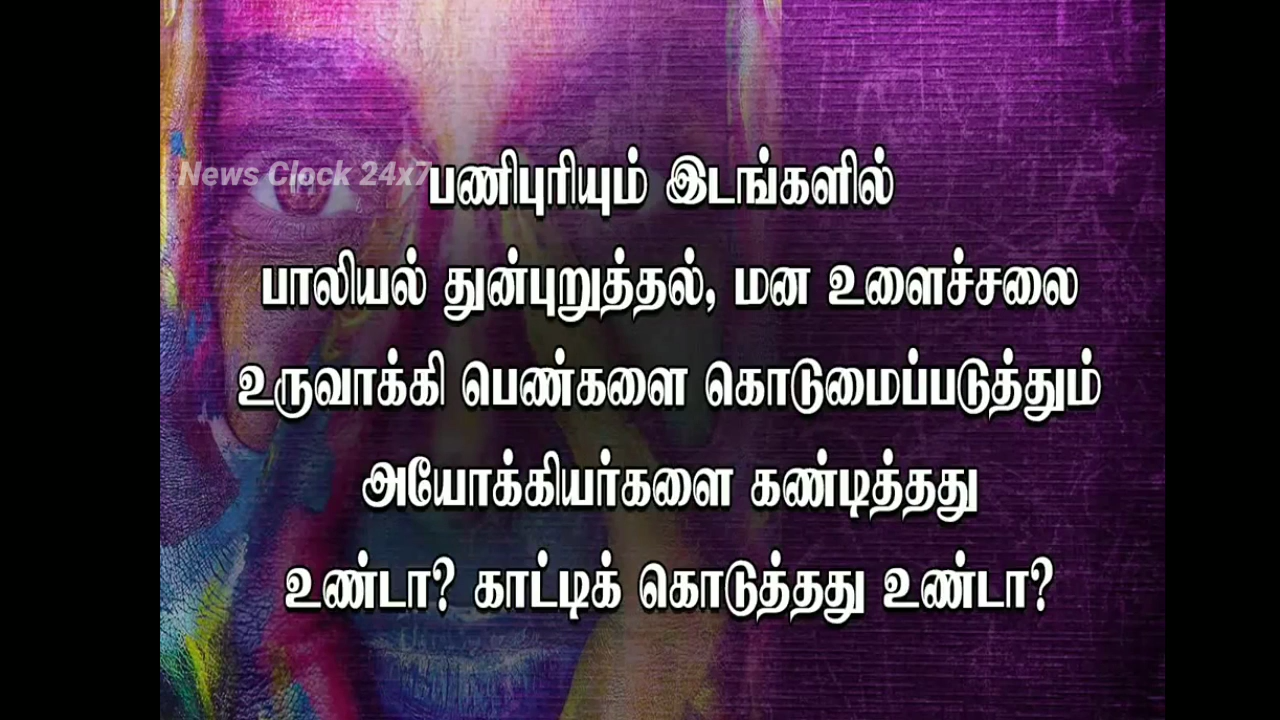 News Clock 24x7
பணிபுரியும் இடங்களில்
பாலியல் துன்புறுத்தல், மன உளைச்சலை
உருவாக்கி பெண்களை கொடுமைப்படுத்தும்
அயோக்கியர்களை கண்டித்தது
உண்டா? காட்டிக் கொடுத்தது உண்டா?